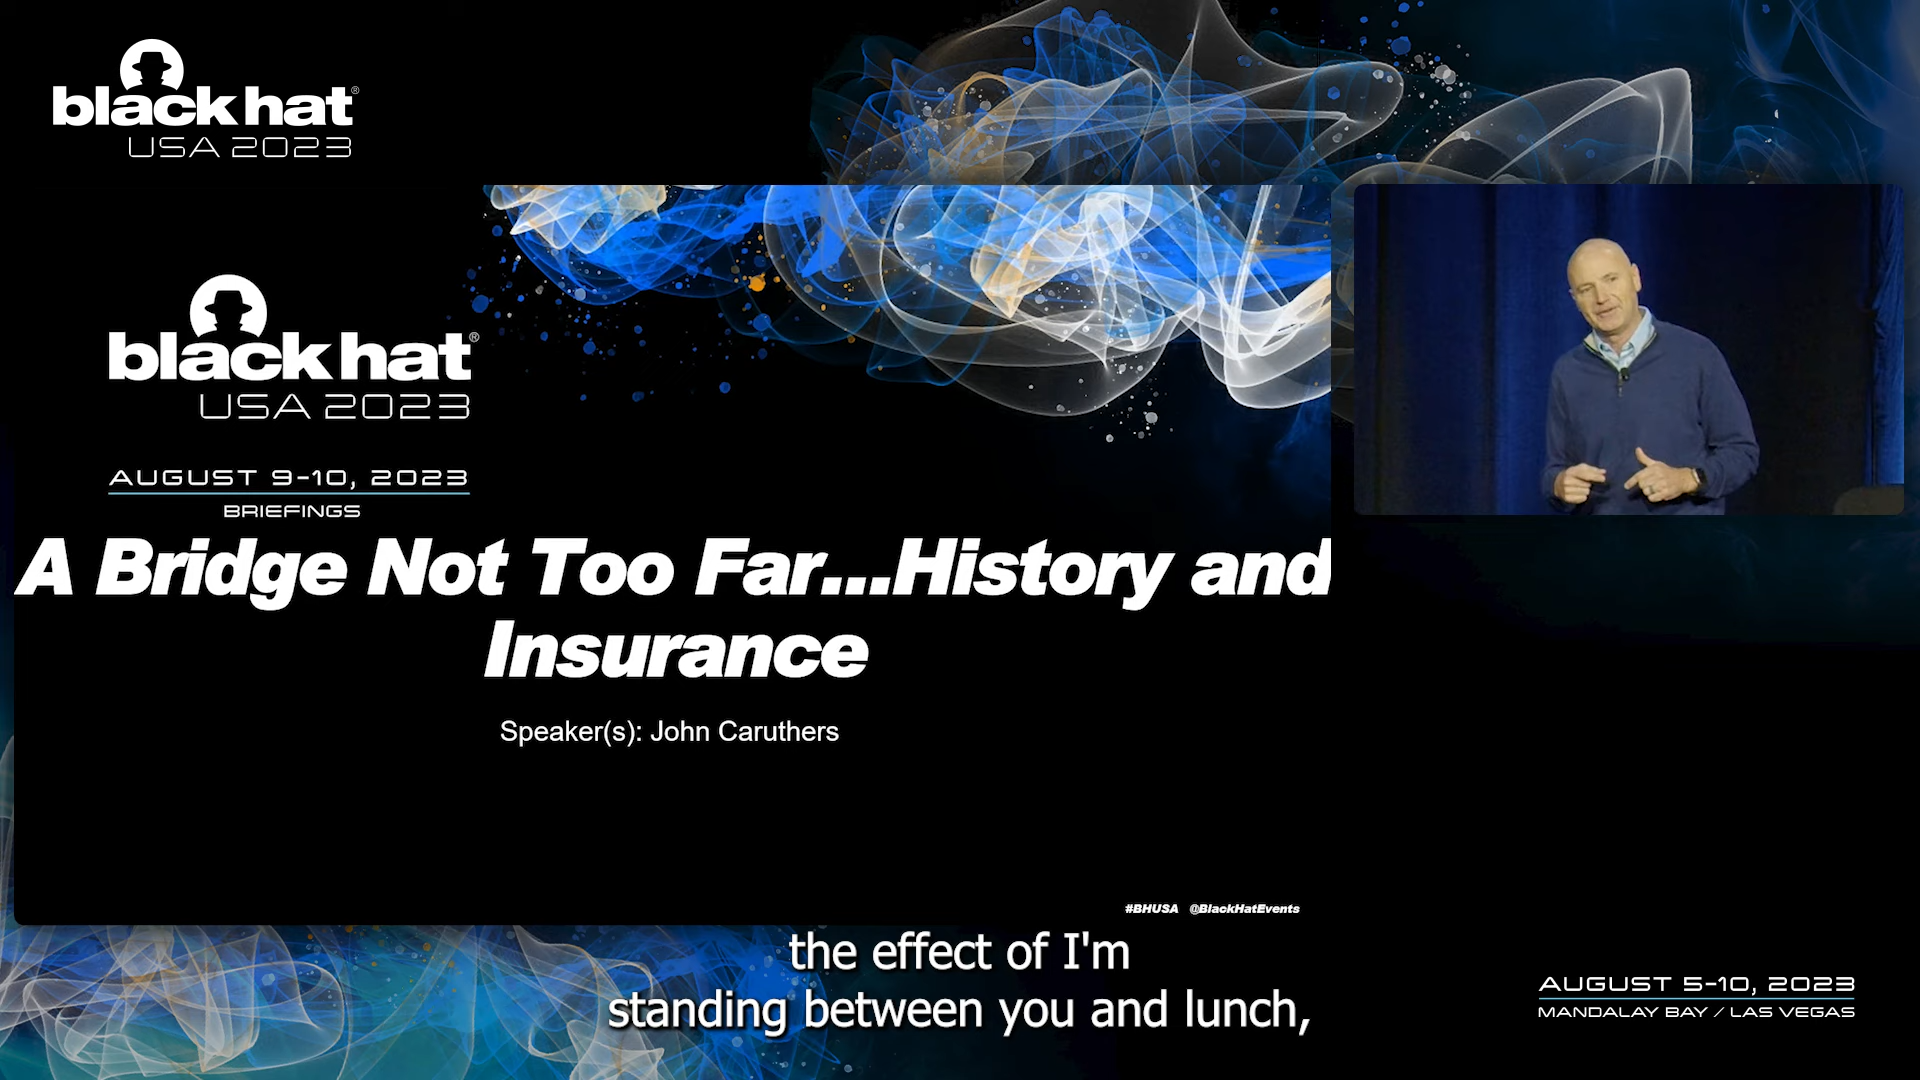 black hat®
USA 2023
black hat®
USA 2023
AUGUST 9-10, 2023
BRIEFINGS
A Bridge Not Too Far...History and
Insurance
Speaker(s): John Caruthers
#BHUSA @BlackHatEvents
the effect of I'm
standing between you and lunch,
AUGUST 5-10, 2023
MANDALAY BAY / LAS VEGAS